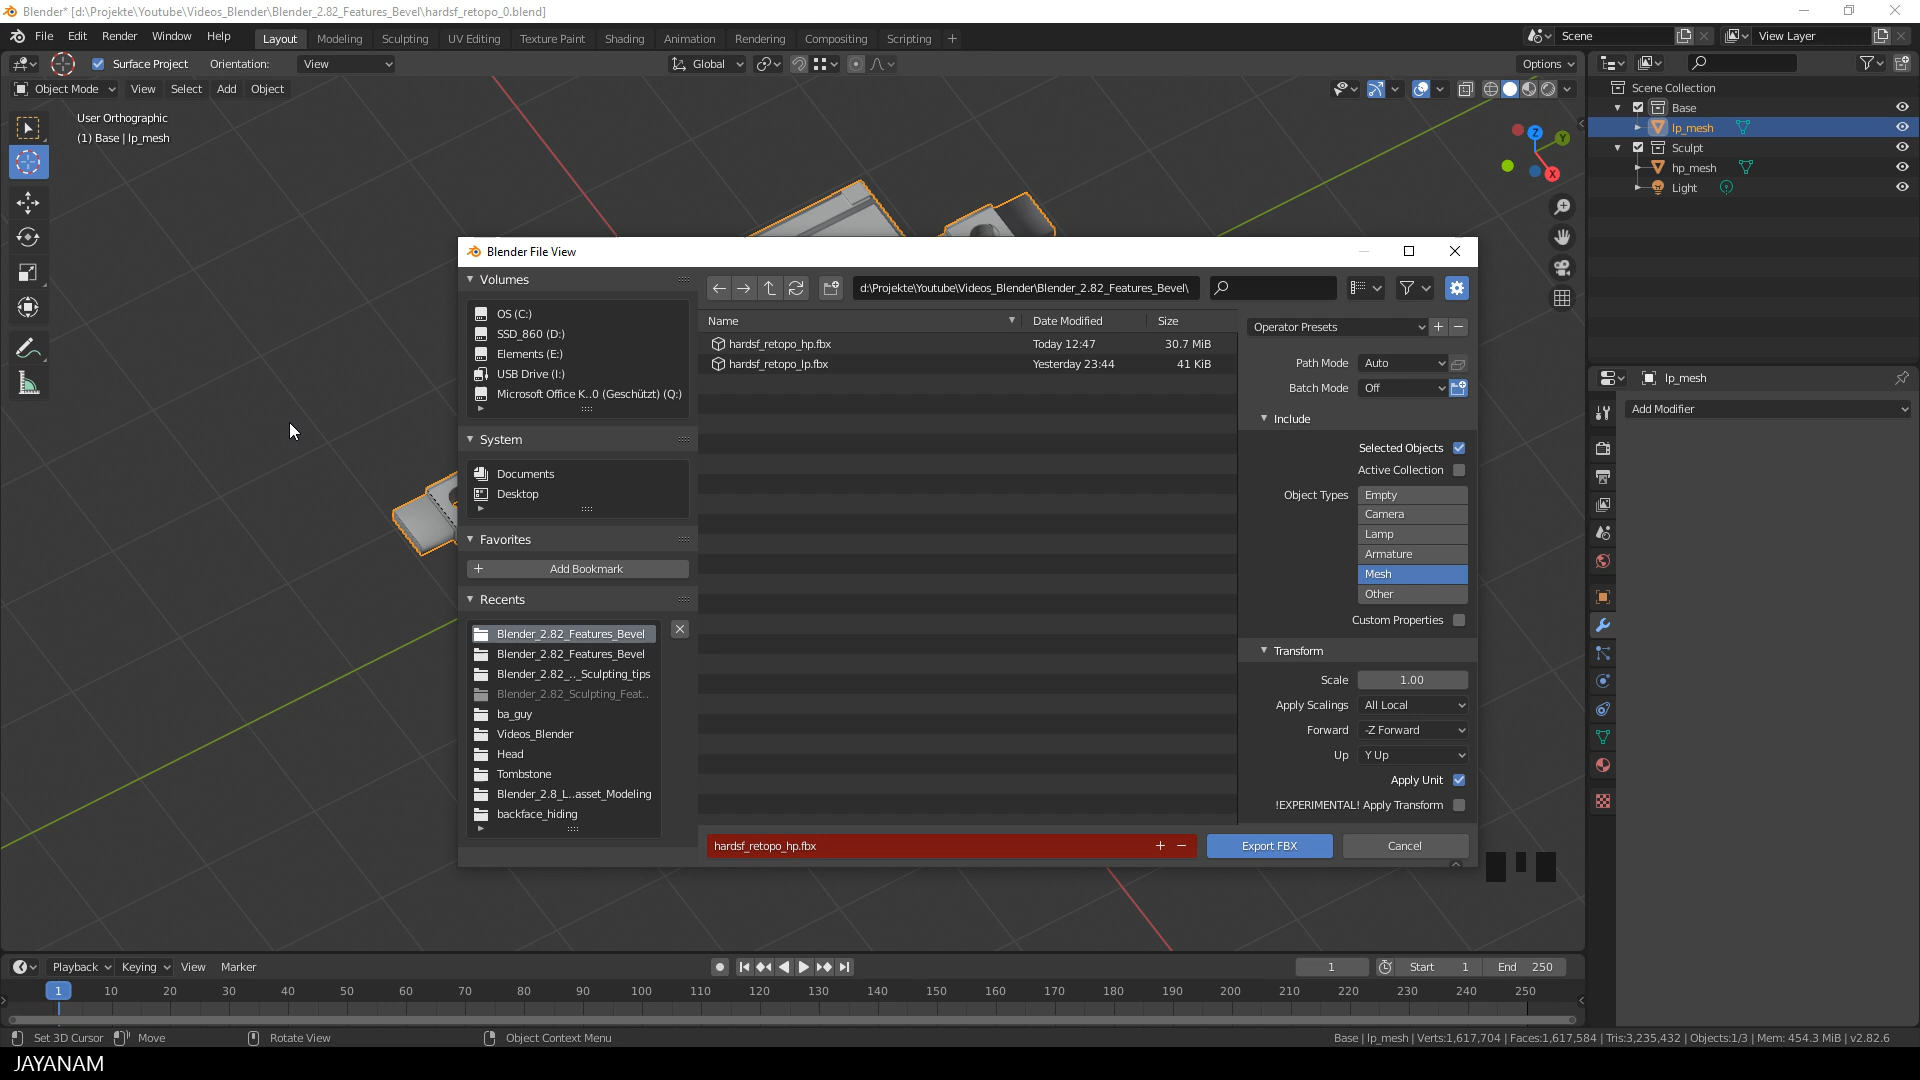 Blender* [d:\Projekte\Youtube\Videos_Blender\Blender_2.82_Features_Bevel\hardsf_retopo_0.blend]
File Edit Render Window Help Layout Modeling Sculpting UV Editing Texture Paint Shading Animation Rendering Compositing Scripting + Scene View Layer
Surface Project Orientation: View Global Options
Object Mode View Select Add Object
User Orthographic
(1) Base | lp_mesh
Z Y X
Scene Collection
Base
lp_mesh
Sculpt
hp_mesh
Light
lp_mesh
Add Modifier
Blender File View
Volumes
OS (C:)
SSD_860 (D:)
Elements (E:)
USB Drive (I:)
Microsoft Office K..0 (Geschützt) (Q:)
System
Documents
Desktop
Favorites
Add Bookmark
Recents
Blender_2.82_Features_Bevel
Blender_2.82_Features_Bevel
Blender_2.82_.._Sculpting_tips
Blender_2.82_Sculpting_Feat..
ba_guy
Videos_Blender
Head
Tombstone
Blender_2.8_L..asset_Modeling
backface_hiding
d:\Projekte\Youtube\Videos_Blender\Blender_2.82_Features_Bevel\
Name Date Modified Size
hardsf_retopo_hp.fbx Today 12:47 30.7 MiB
hardsf_retopo_lp.fbx Yesterday 23:44 41 KiB
Operator Presets
Path Mode Auto
Batch Mode Off
Include
Selected Objects
Active Collection
Object Types Empty
Camera
Lamp
Armature
Mesh
Other
Custom Properties
Transform
Scale 1.00
Apply Scalings All Local
Forward -Z Forward
Up Y Up
Apply Unit
!EXPERIMENTAL! Apply Transform
hardsf_retopo_hp.fbx + − Export FBX Cancel
Playback Keying View Marker 1 Start 1 End 250
1 10 20 30 40 50 60 70 80 90 100 110 120 130 140 150 160 170 180 190 200 210 220 230 240 250
Set 3D Cursor Move Rotate View Object Context Menu Base | lp_mesh | Verts:1,617,704 | Faces:1,617,584 | Tris:3,235,432 | Objects:1/3 | Mem: 454.3 MiB | v2.82.6
JAYANAM